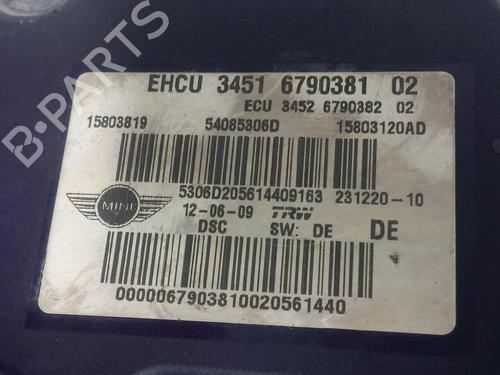 B-PARTS
EHCU 3451 6790381 02
ECU 3452 6790382 02
15803819 54085306D 15803120AD
5306D205614409163 231220-10
MINI 12-06-09 TRW
DSC SW: DE DE
0000067903810020561440